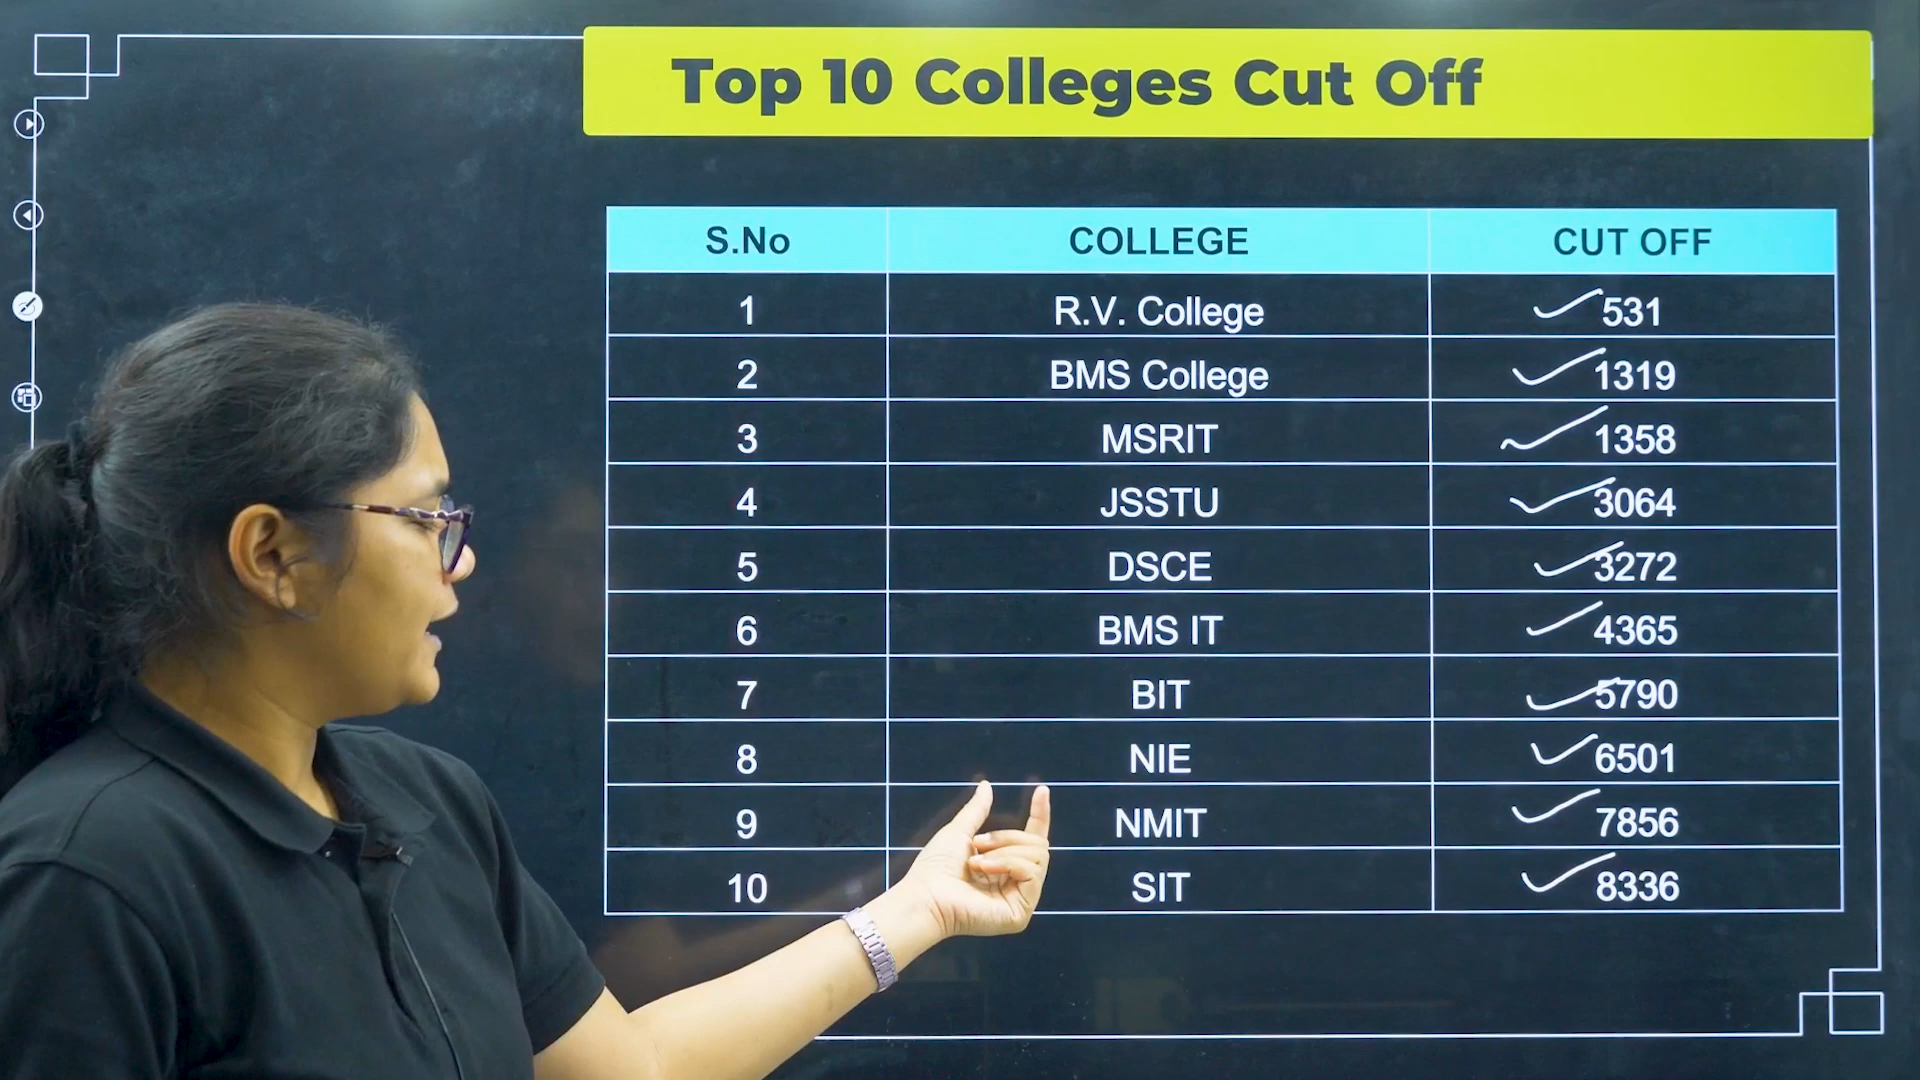 Top 10 Colleges Cut Off
S.No COLLEGE CUT OFF
1 R.V. College 531
2 BMS College 1319
3 MSRIT 1358
4 JSSTU 3064
5 DSCE 3272
6 BMS IT 4365
7 BIT 5790
8 NIE 6501
9 NMIT 7856
10 SIT 8336